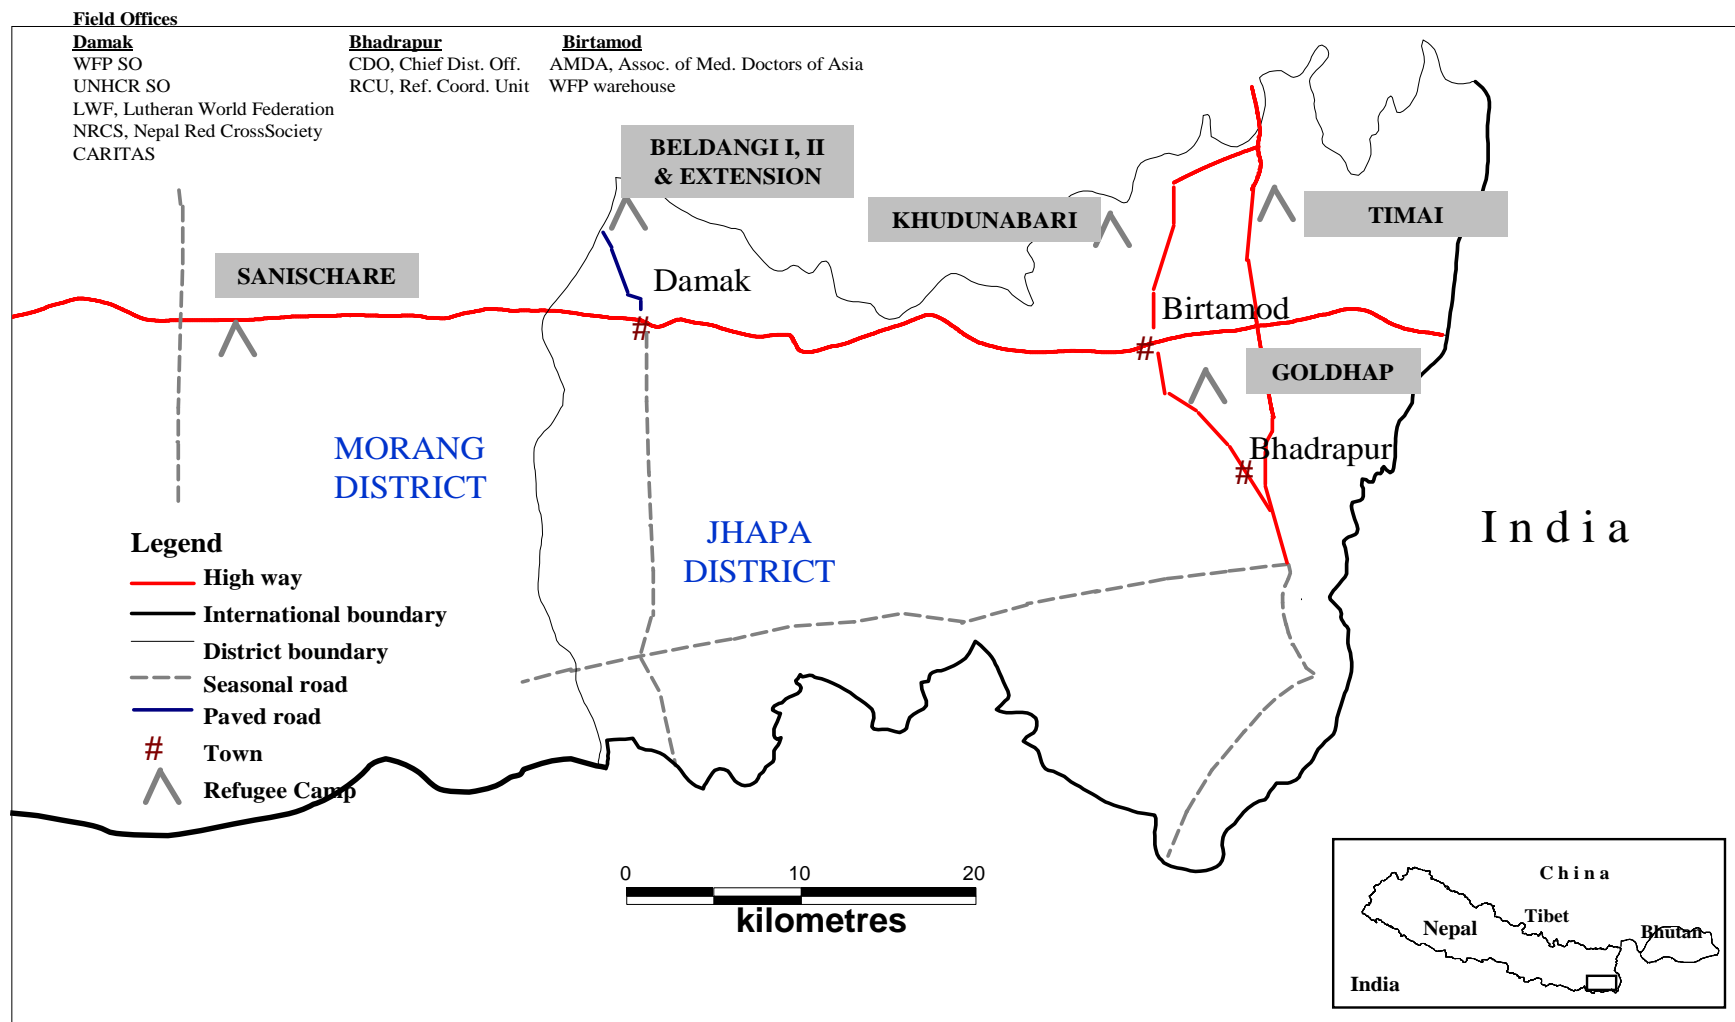 Field Offices
Damak
WFP SO
UNHCR SO
LWF, Lutheran World Federation
NRCS, Nepal Red CrossSociety
CARITAS
Bhadrapur
CDO, Chief Dist. Off.
RCU, Ref. Coord. Unit
Birtamod
AMDA, Assoc. of Med. Doctors of Asia
WFP warehouse
BELDANGI I, II
& EXTENSION
KHUDUNABARI
TIMAI
SANISCHARE
Damak
#
Birtamod
#
GOLDHAP
Bhadrapur
#
MORANG
DISTRICT
JHAPA
DISTRICT
India
Legend
High way
International boundary
District boundary
Seasonal road
Paved road
# Town
Refugee Camp
0 10 20
kilometres
China
Tibet
Nepal
Bhutan
India